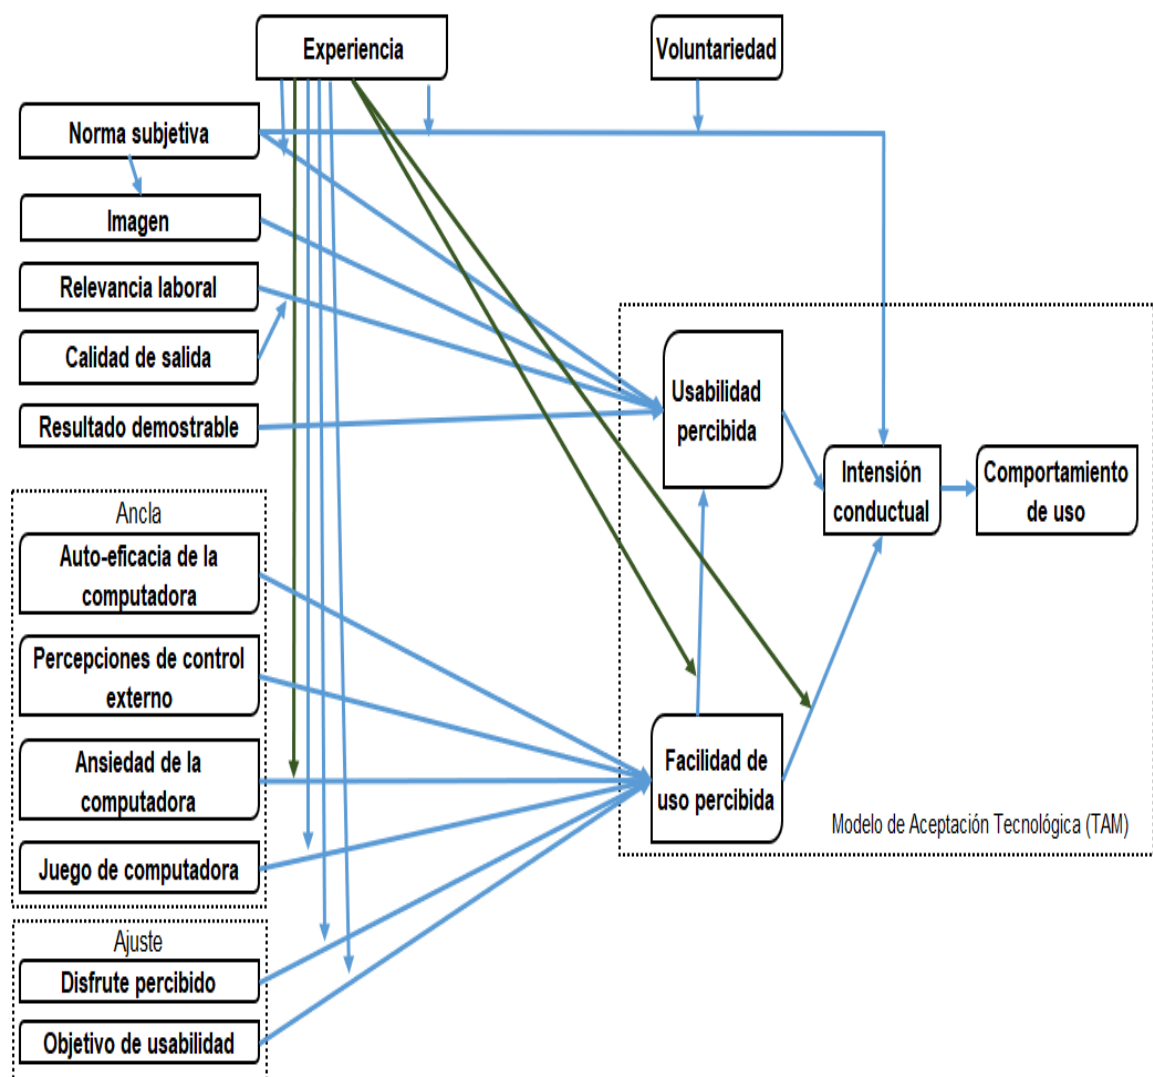 Experiencia
Voluntariedad
Norma subjetiva
Imagen
Relevancia laboral
Calidad de salida
Resultado demostrable
Usabilidad
percibida
Intensión
conductual
Comportamiento
de uso
Ancla
Auto-eficacia de la
computadora
Percepciones de control
externo
Ansiedad de la
computadora
Juego de computadora
Facilidad de
uso percibida
Modelo de Aceptación Tecnológica (TAM)
Ajuste
Disfrute percibido
Objetivo de usabilidad